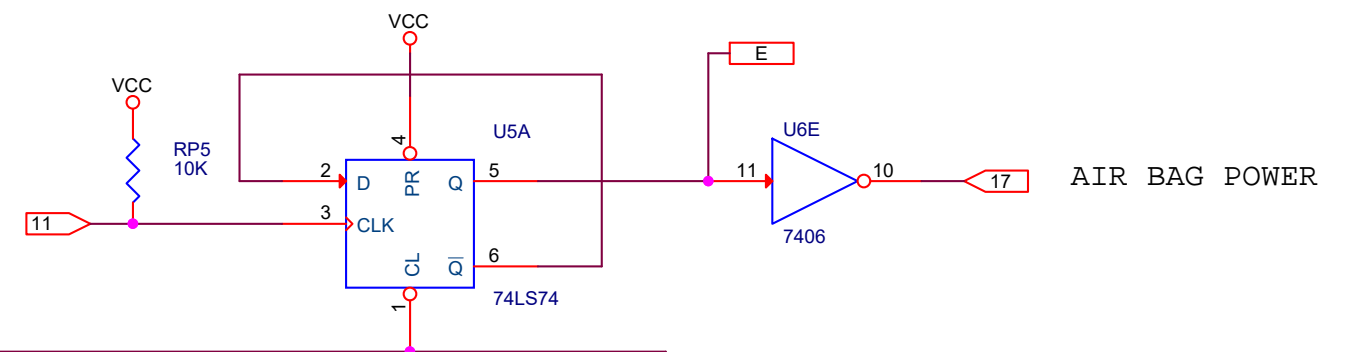 VCC
E
VCC
U5A
U6E
4
RP5
10K
2
D
PR
Q
5
11
10
17
AIR BAG POWER
11
3
CLK
7406
CL
Q̅
6
1
74LS74